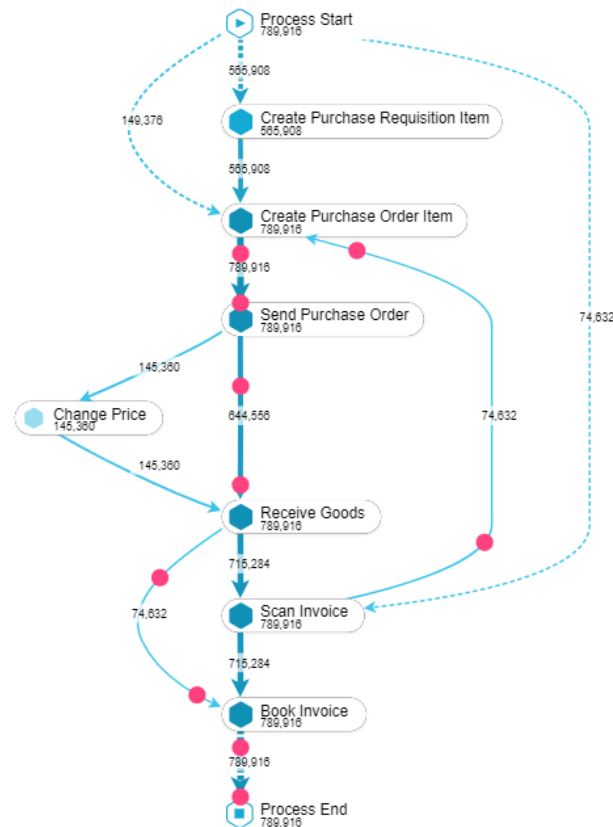 Process Start
789,916
565,908
149,376
Create Purchase Requisition Item
565,908
565,908
Create Purchase Order Item
789,916
789,916
Send Purchase Order
789,916
74,632
145,360
Change Price
145,360
644,556
74,632
145,360
Receive Goods
789,916
715,284
74,632
Scan Invoice
789,916
715,284
Book Invoice
789,916
789,916
Process End
789,916